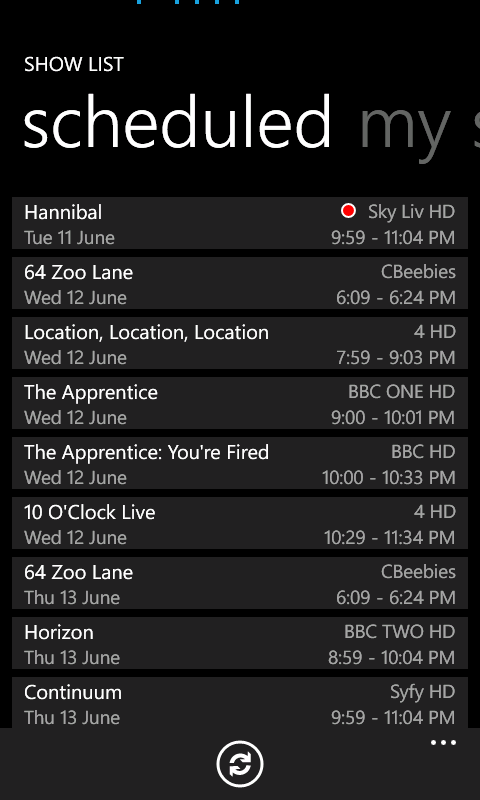 SHOW LIST
scheduled my s
Hannibal Sky Liv HD
Tue 11 June 9:59 - 11:04 PM
64 Zoo Lane CBeebies
Wed 12 June 6:09 - 6:24 PM
Location, Location, Location 4 HD
Wed 12 June 7:59 - 9:03 PM
The Apprentice BBC ONE HD
Wed 12 June 9:00 - 10:01 PM
The Apprentice: You're Fired BBC HD
Wed 12 June 10:00 - 10:33 PM
10 O'Clock Live 4 HD
Wed 12 June 10:29 - 11:34 PM
64 Zoo Lane CBeebies
Thu 13 June 6:09 - 6:24 PM
Horizon BBC TWO HD
Thu 13 June 8:59 - 10:04 PM
Continuum Syfy HD
Thu 13 June 9:59 - 11:04 PM